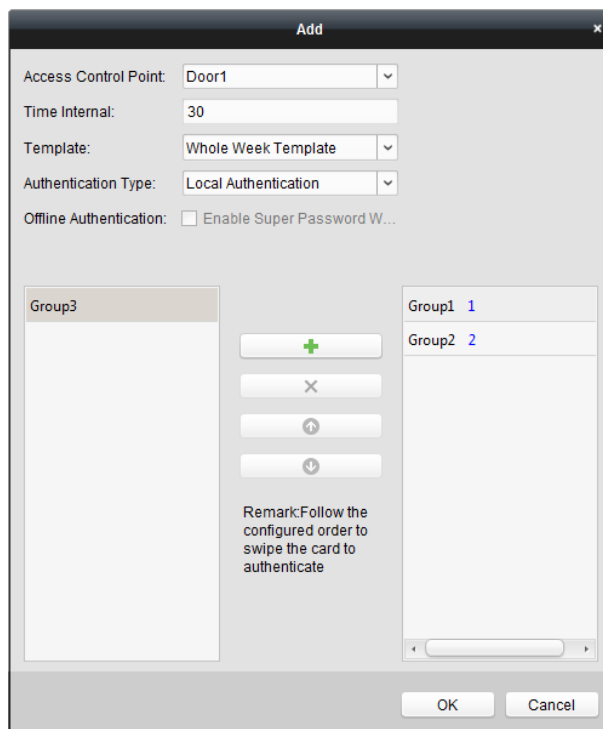 Add
Access Control Point: Door1
Time Internal: 30
Template: Whole Week Template
Authentication Type: Local Authentication
Offline Authentication: Enable Super Password W...
Group3
Group1 1
Group2 2
Remark:Follow the
configured order to
swipe the card to
authenticate
OK Cancel